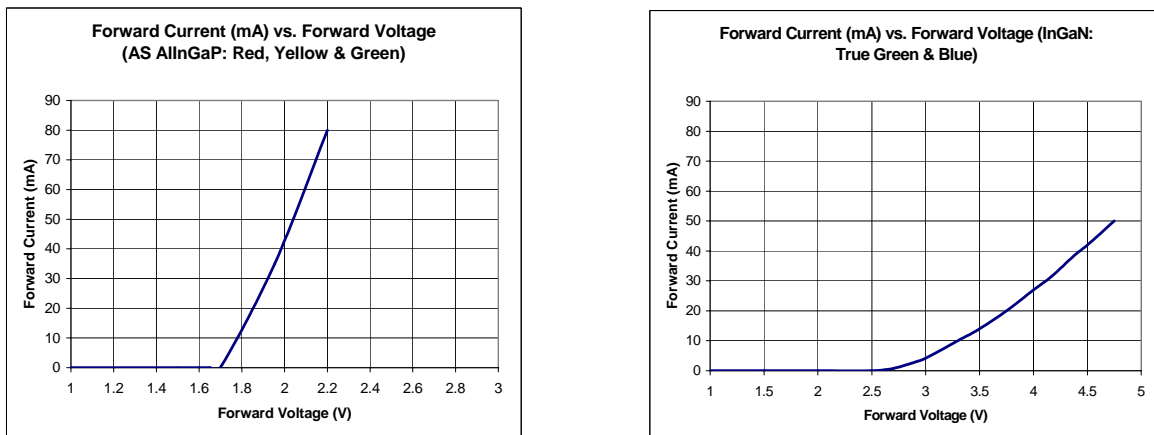 Forward Current (mA) vs. Forward Voltage
(AS AlInGaP: Red, Yellow & Green)
90
80
70
60
50
40
30
20
10
0
Forward Current (mA)
1 1.2 1.4 1.6 1.8 2 2.2 2.4 2.6 2.8 3
Forward Voltage (V)
Forward Current (mA) vs. Forward Voltage (InGaN:
True Green & Blue)
90
80
70
60
50
40
30
20
10
0
Forward Current (mA)
1 1.5 2 2.5 3 3.5 4 4.5 5
Forward Voltage (V)